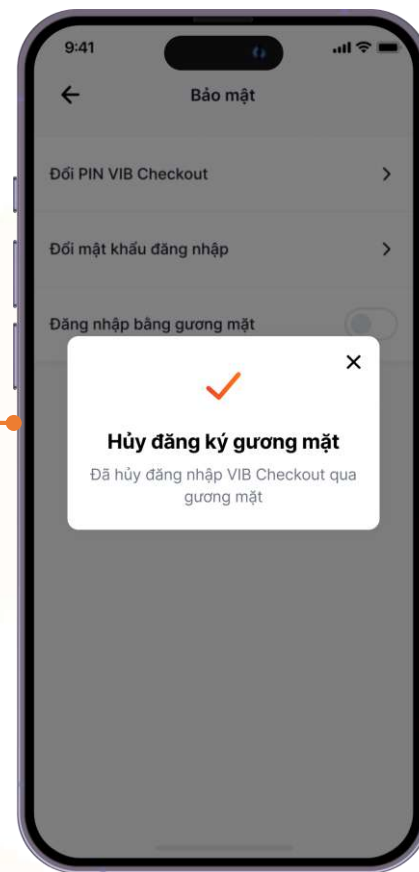 9:41
Bảo mật
Đổi PIN VIB Checkout
Đổi mật khẩu đăng nhập
Đăng nhập bằng gương mặt
Hủy đăng ký gương mặt
Đã hủy đăng nhập VIB Checkout qua
gương mặt